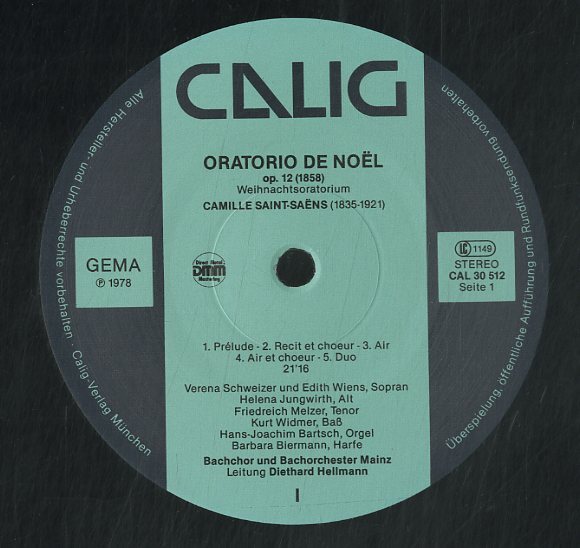 CALIG
ORATORIO DE NOËL
op. 12 (1858)
Weihnachtsoratorium
CAMILLE SAINT-SAËNS (1835-1921)
GEMA
℗ 1978
Direct Metal
DMM
Mastering
LC 1149
STEREO
CAL 30 512
Seite 1
1. Prélude - 2. Recit et choeur - 3. Air
4. Air et choeur - 5. Duo
21'16
Verena Schweizer und Edith Wiens, Sopran
Helena Jungwirth, Alt
Friedreich Melzer, Tenor
Kurt Widmer, Baß
Hans-Joachim Bartsch, Orgel
Barbara Biermann, Harfe
Bachchor und Bachorchester Mainz
Leitung Diethard Hellmann
I
Alle Hersteller- und Urheberrechte vorbehalten · Calig-Verlag München
Überspielung, öffentliche Aufführung und Rundfunksendung vorbehalten